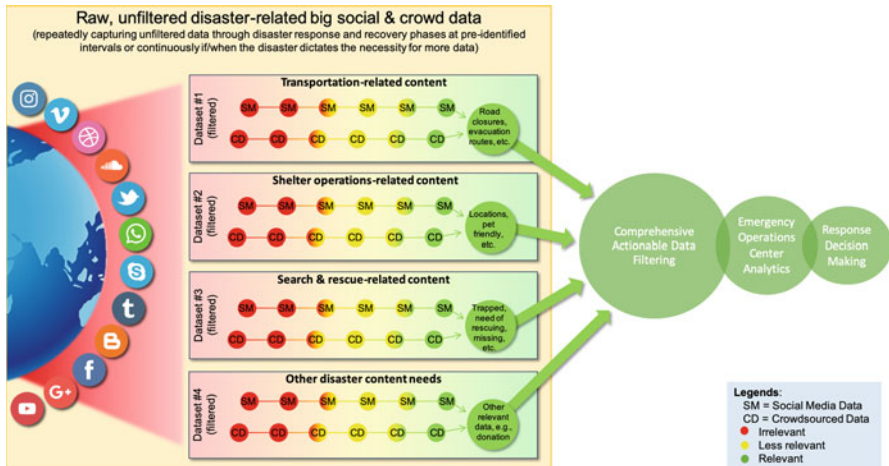 Raw, unfiltered disaster-related big social & crowd data
(repeatedly capturing unfiltered data through disaster response and recovery phases at pre-identified
intervals or continuously if/when the disaster dictates the necessity for more data)
Transportation-related content
Dataset #1
(filtered)
SM SM SM SM SM SM
CD CD CD CD CD CD
Road
closures,
evacuation
routes, etc.
Shelter operations-related content
Dataset #2
(filtered)
SM SM SM SM SM SM
CD CD CD CD CD CD
Locations,
pet
friendly,
etc.
Search & rescue-related content
Dataset #3
(filtered)
SM SM SM SM SM SM
CD CD CD CD CD CD
Trapped,
need of
rescuing,
missing,
etc.
Other disaster content needs
Dataset #4
(filtered)
SM SM SM SM SM SM
CD CD CD CD CD CD
Other
relevant
data, e.g.,
donation
Comprehensive
Actionable Data
Filtering
Emergency
Operations
Center
Analytics
Response
Decision
Making
Legends:
SM = Social Media Data
CD = Crowdsourced Data
Irrelevant
Less relevant
Relevant